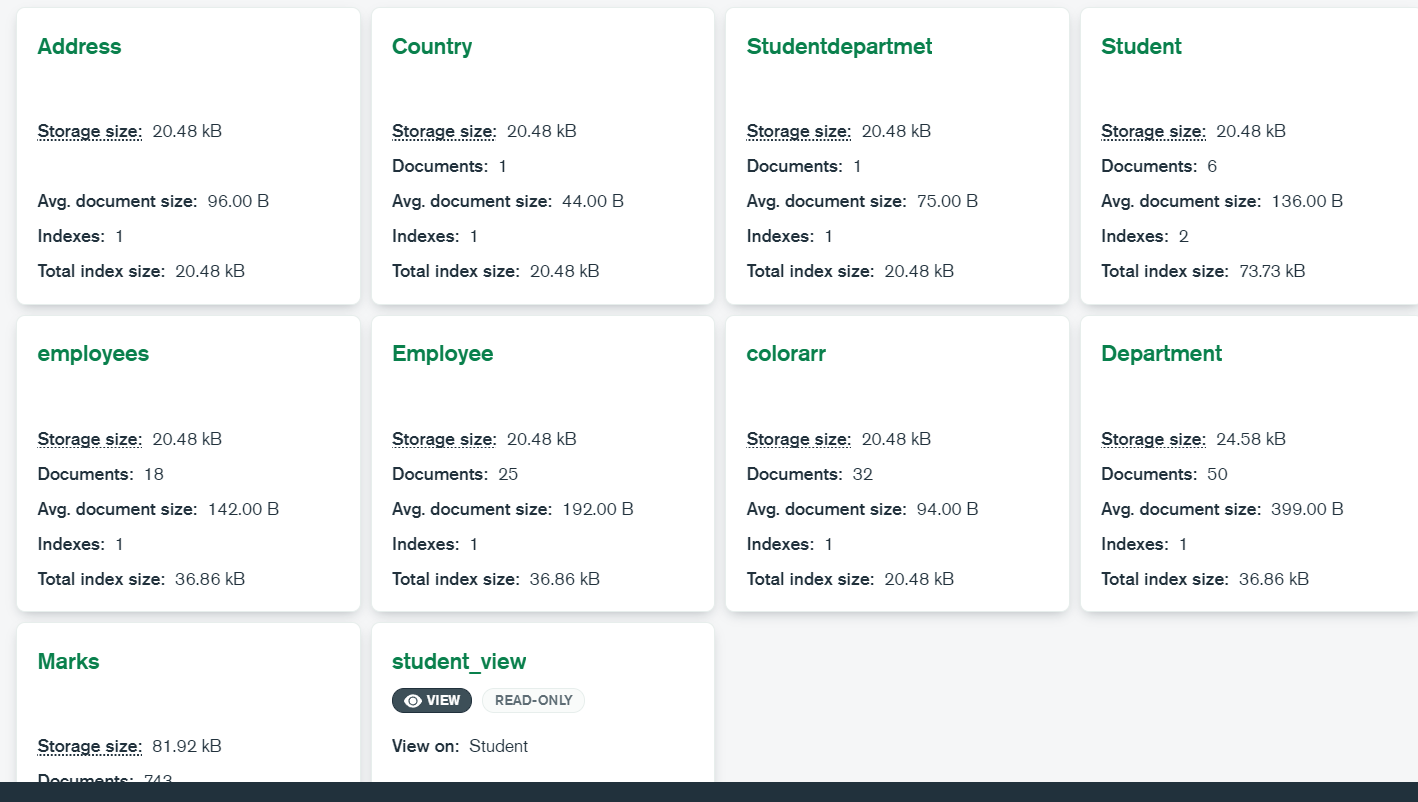 Address
Storage size: 20.48 kB
Avg. document size: 96.00 B
Indexes: 1
Total index size: 20.48 kB
Country
Storage size: 20.48 kB
Documents: 1
Avg. document size: 44.00 B
Indexes: 1
Total index size: 20.48 kB
Studentdepartmet
Storage size: 20.48 kB
Documents: 1
Avg. document size: 75.00 B
Indexes: 1
Total index size: 20.48 kB
Student
Storage size: 20.48 kB
Documents: 6
Avg. document size: 136.00 B
Indexes: 2
Total index size: 73.73 kB
employees
Storage size: 20.48 kB
Documents: 18
Avg. document size: 142.00 B
Indexes: 1
Total index size: 36.86 kB
Employee
Storage size: 20.48 kB
Documents: 25
Avg. document size: 192.00 B
Indexes: 1
Total index size: 36.86 kB
colorarr
Storage size: 20.48 kB
Documents: 32
Avg. document size: 94.00 B
Indexes: 1
Total index size: 20.48 kB
Department
Storage size: 24.58 kB
Documents: 50
Avg. document size: 399.00 B
Indexes: 1
Total index size: 36.86 kB
Marks
Storage size: 81.92 kB
Documents: 743
student_view
VIEW READ-ONLY
View on: Student